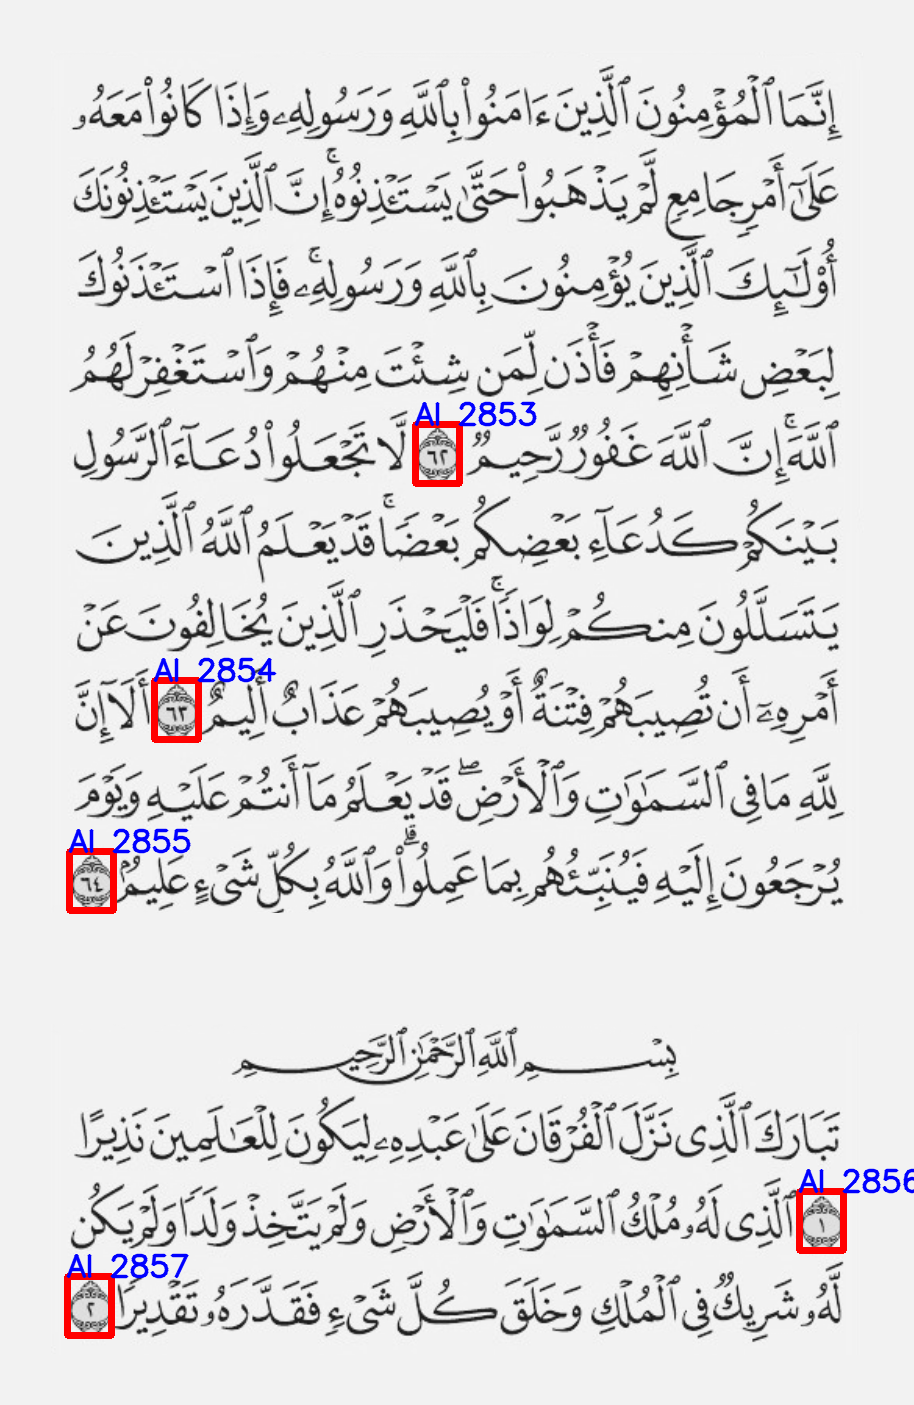 إِنَّمَا ٱلْمُؤْمِنُونَ ٱلَّذِينَ ءَامَنُوا۟ بِٱللَّهِ وَرَسُولِهِۦ وَإِذَا كَانُوا۟ مَعَهُۥ
عَلَىٰٓ أَمْرٍ جَامِعٍ لَّمْ يَذْهَبُوا۟ حَتَّىٰ يَسْتَـْٔذِنُوهُ ۚ إِنَّ ٱلَّذِينَ يَسْتَـْٔذِنُونَكَ
أُو۟لَـٰٓئِكَ ٱلَّذِينَ يُؤْمِنُونَ بِٱللَّهِ وَرَسُولِهِۦ ۚ فَإِذَا ٱسْتَـْٔذَنُوكَ
لِبَعْضِ شَأْنِهِمْ فَأْذَن لِّمَن شِئْتَ مِنْهُمْ وَٱسْتَغْفِرْ لَهُمُ
AI_2853
ٱللَّهَ ۚ إِنَّ ٱللَّهَ غَفُورٌ رَّحِيمٌ ٦٢ لَّا تَجْعَلُوا۟ دُعَآءَ ٱلرَّسُولِ
بَيْنَكُمْ كَدُعَآءِ بَعْضِكُم بَعْضًا ۚ قَدْ يَعْلَمُ ٱللَّهُ ٱلَّذِينَ
يَتَسَلَّلُونَ مِنكُمْ لِوَاذًا ۚ فَلْيَحْذَرِ ٱلَّذِينَ يُخَالِفُونَ عَنْ
AI_2854
أَمْرِهِۦٓ أَن تُصِيبَهُمْ فِتْنَةٌ أَوْ يُصِيبَهُمْ عَذَابٌ أَلِيمٌ ٦٣ أَلَآ إِنَّ
لِلَّهِ مَا فِى ٱلسَّمَـٰوَٰتِ وَٱلْأَرْضِ ۖ قَدْ يَعْلَمُ مَآ أَنتُمْ عَلَيْهِ وَيَوْمَ
AI_2855
يُرْجَعُونَ إِلَيْهِ فَيُنَبِّئُهُم بِمَا عَمِلُوا۟ ۗ وَٱللَّهُ بِكُلِّ شَىْءٍ عَلِيمٌۢ ٦٤
بِسْمِ ٱللَّهِ ٱلرَّحْمَـٰنِ ٱلرَّحِيمِ
تَبَارَكَ ٱلَّذِى نَزَّلَ ٱلْفُرْقَانَ عَلَىٰ عَبْدِهِۦ لِيَكُونَ لِلْعَـٰلَمِينَ نَذِيرًا
AI_2856
١ ٱلَّذِى لَهُۥ مُلْكُ ٱلسَّمَـٰوَٰتِ وَٱلْأَرْضِ وَلَمْ يَتَّخِذْ وَلَدًا وَلَمْ يَكُن
AI_2857
لَّهُۥ شَرِيكٌ فِى ٱلْمُلْكِ وَخَلَقَ كُلَّ شَىْءٍ فَقَدَّرَهُۥ تَقْدِيرًا ٢